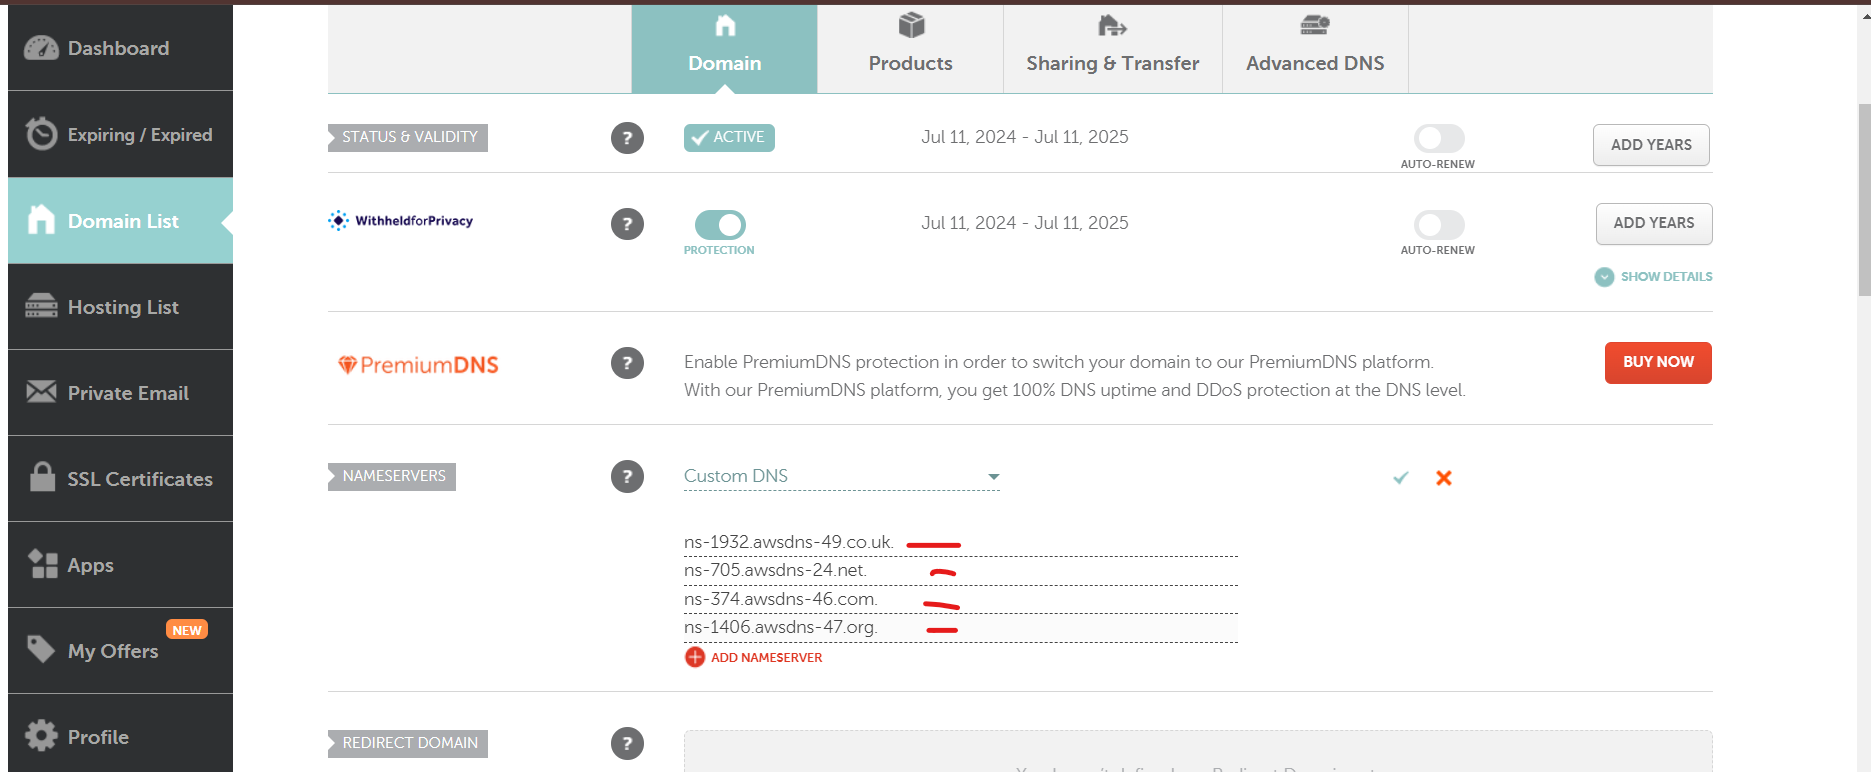 Dashboard
Expiring / Expired
Domain List
Hosting List
Private Email
SSL Certificates
Apps
NEW
My Offers
Profile
Domain
Products
Sharing & Transfer
Advanced DNS
STATUS & VALIDITY
?
ACTIVE
Jul 11, 2024 - Jul 11, 2025
AUTO-RENEW
ADD YEARS
WithheldforPrivacy
?
PROTECTION
Jul 11, 2024 - Jul 11, 2025
AUTO-RENEW
ADD YEARS
SHOW DETAILS
PremiumDNS
?
Enable PremiumDNS protection in order to switch your domain to our PremiumDNS platform.
With our PremiumDNS platform, you get 100% DNS uptime and DDoS protection at the DNS level.
BUY NOW
NAMESERVERS
?
Custom DNS
ns-1932.awsdns-49.co.uk.
ns-705.awsdns-24.net.
ns-374.awsdns-46.com.
ns-1406.awsdns-47.org.
ADD NAMESERVER
REDIRECT DOMAIN
?